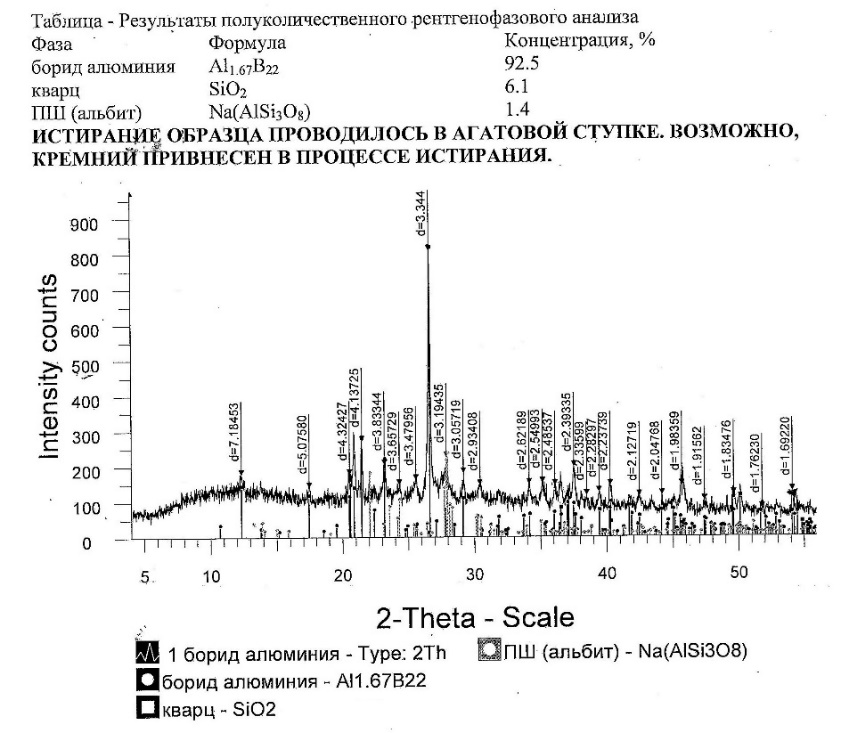 Таблица - Результаты полуколичественного рентгенофазового анализа
Фаза Формула Концентрация, %
борид алюминия Al1.67B22 92.5
кварц SiO2 6.1
ПШ (альбит) Na(AlSi3O8) 1.4
ИСТИРАНИЕ ОБРАЗЦА ПРОВОДИЛОСЬ В АГАТОВОЙ СТУПКЕ. ВОЗМОЖНО,
КРЕМНИЙ ПРИВНЕСЕН В ПРОЦЕССЕ ИСТИРАНИЯ.
Intensity counts
900
800
700
600
500
400
300
200
100
0
d=7.18453
d=5.07580
d=4.32427
d=4.13725
d=3.83344
d=3.65729
d=3.47956
d=3.344
d=3.19435
d=3.05719
d=2.93408
d=2.62189
d=2.54993
d=2.48537
d=2.39335
d=2.33599
d=2.28297
d=2.23739
d=2.12719
d=2.04768
d=1.98359
d=1.91562
d=1.83476
d=1.76230
d=1.69220
5 10 20 30 40 50
2-Theta - Scale
1 борид алюминия - Type: 2Th ПШ (альбит) - Na(AlSi3O8)
борид алюминия - Al1.67B22
кварц - SiO2